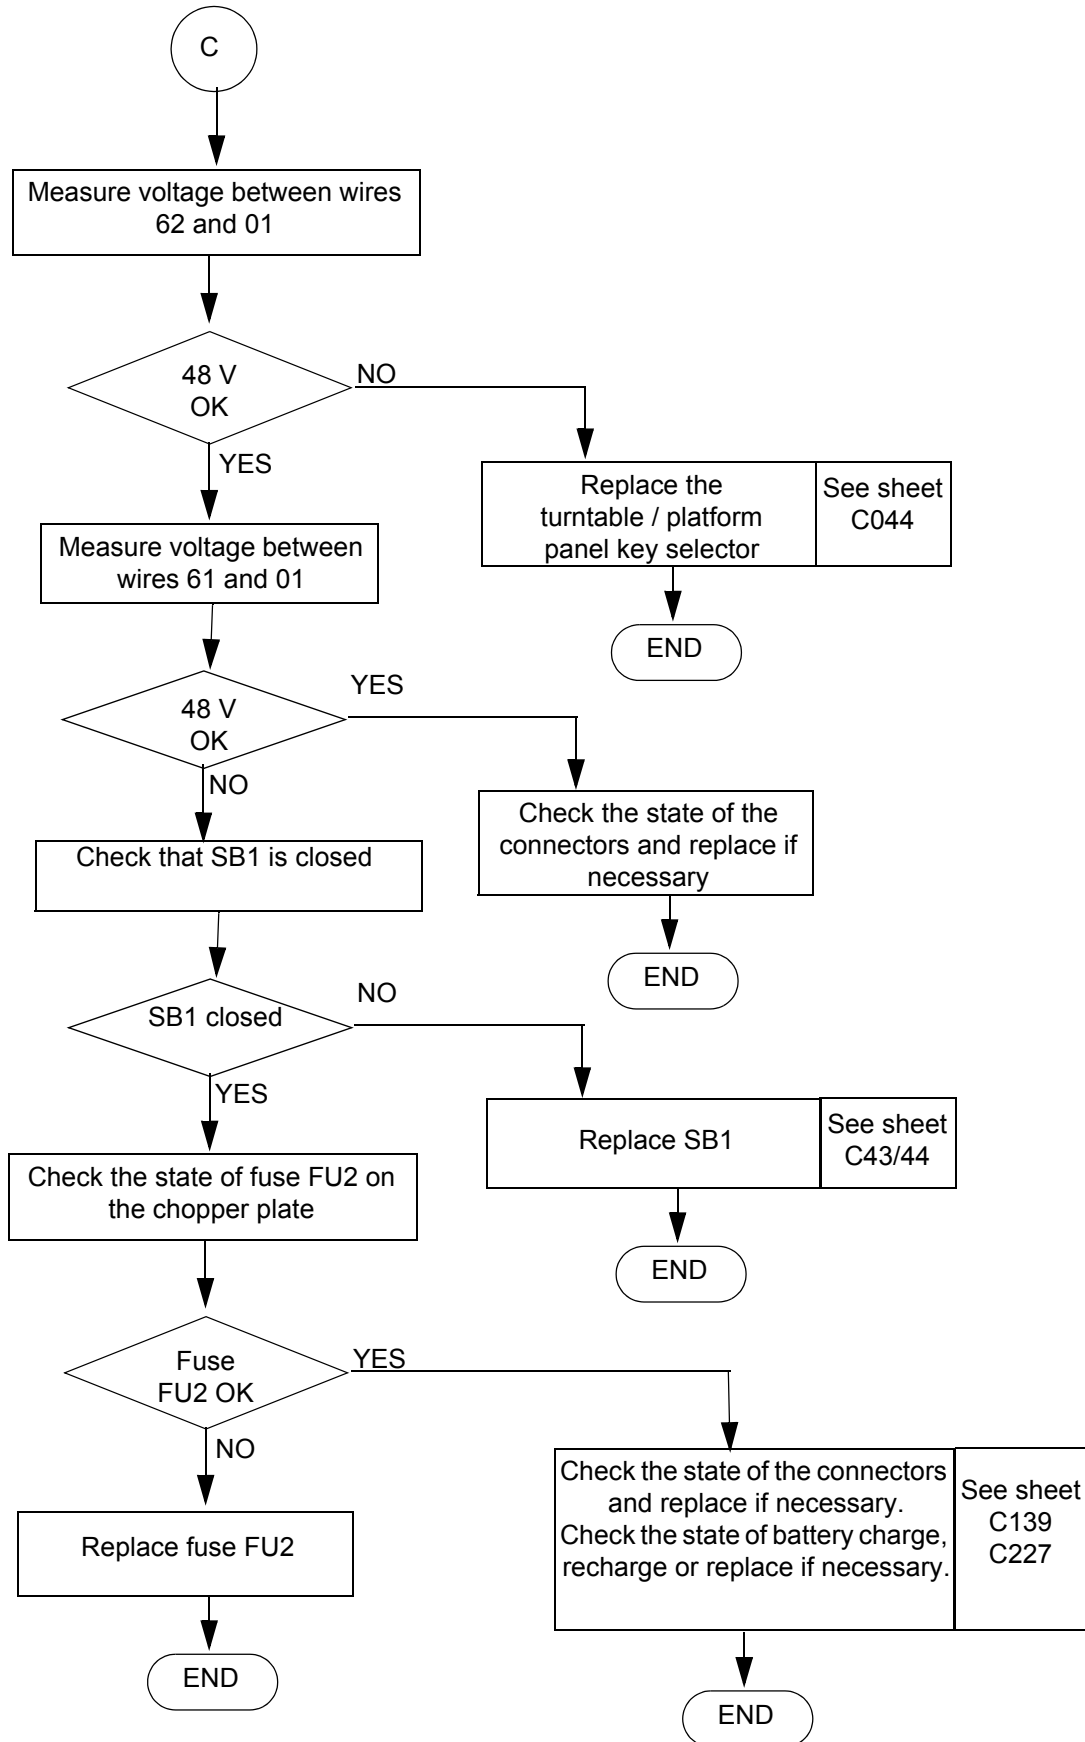 C
Measure voltage between wires
62 and 01
48 V
OK
NO
YES
Replace the
turntable / platform
panel key selector
See sheet
C044
END
Measure voltage between
wires 61 and 01
48 V
OK
YES
NO
Check the state of the
connectors and replace if
necessary
END
Check that SB1 is closed
SB1 closed
NO
YES
Replace SB1
See sheet
C43/44
END
Check the state of fuse FU2 on
the chopper plate
Fuse
FU2 OK
YES
NO
Check the state of the connectors
and replace if necessary.
Check the state of battery charge,
recharge or replace if necessary.
See sheet
C139
C227
END
Replace fuse FU2
END